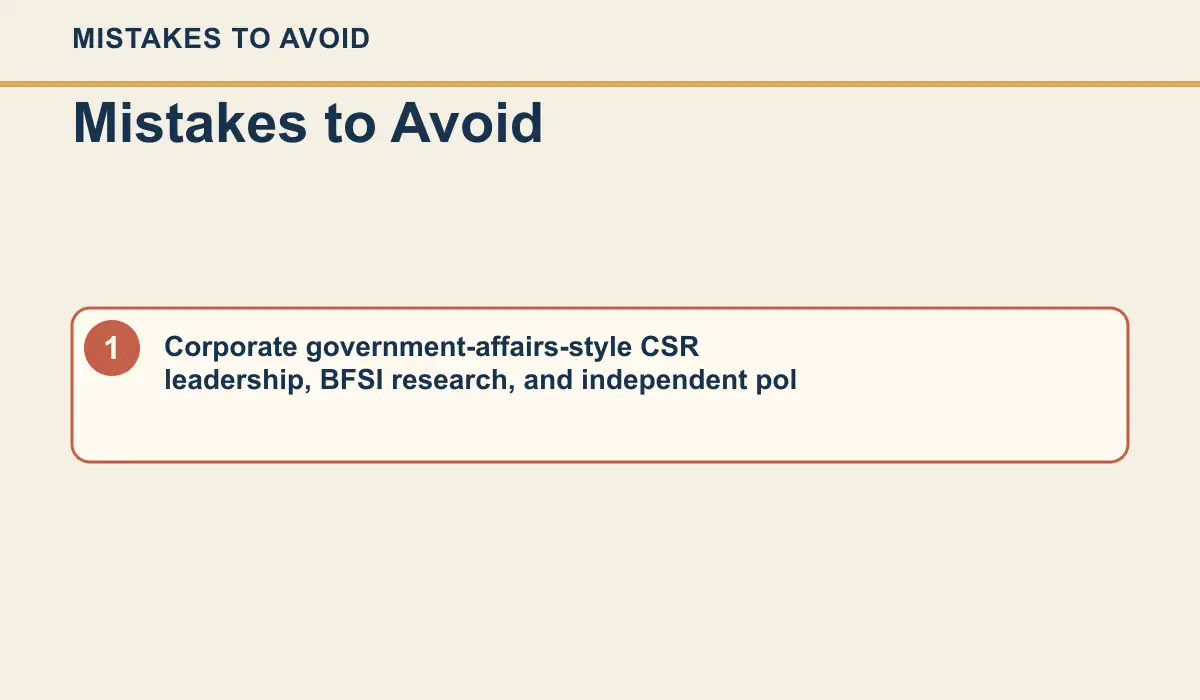 MISTAKES TO AVOID
Mistakes to Avoid
1
Corporate government-affairs-style CSR
leadership, BFSI research, and independent pol